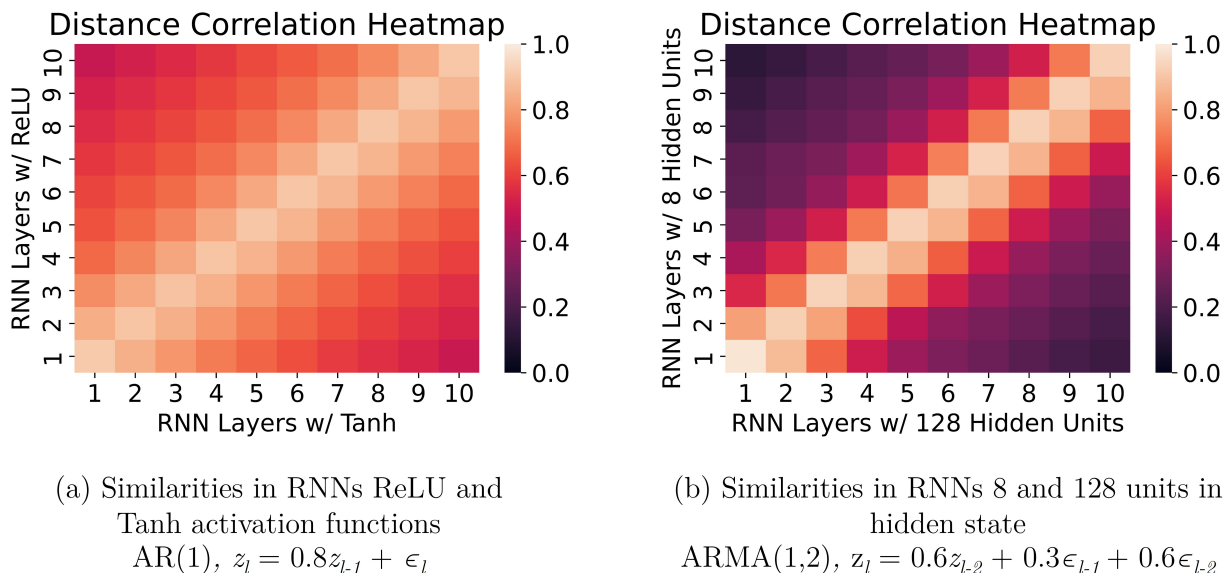 Distance Correlation Heatmap
RNN Layers w/ ReLU
10
9
8
7
6
5
4
3
2
1
1 2 3 4 5 6 7 8 9 10
RNN Layers w/ Tanh
1.0
0.8
0.6
0.4
0.2
0.0
(a) Similarities in RNNs ReLU and
Tanh activation functions
AR(1), z_l = 0.8z_{l-1} + ϵ_l
Distance Correlation Heatmap
RNN Layers w/ 8 Hidden Units
10
9
8
7
6
5
4
3
2
1
1 2 3 4 5 6 7 8 9 10
RNN Layers w/ 128 Hidden Units
1.0
0.8
0.6
0.4
0.2
0.0
(b) Similarities in RNNs 8 and 128 units in
hidden state
ARMA(1,2), z_l = 0.6z_{l-2} + 0.3ϵ_{l-1} + 0.6ϵ_{l-2}